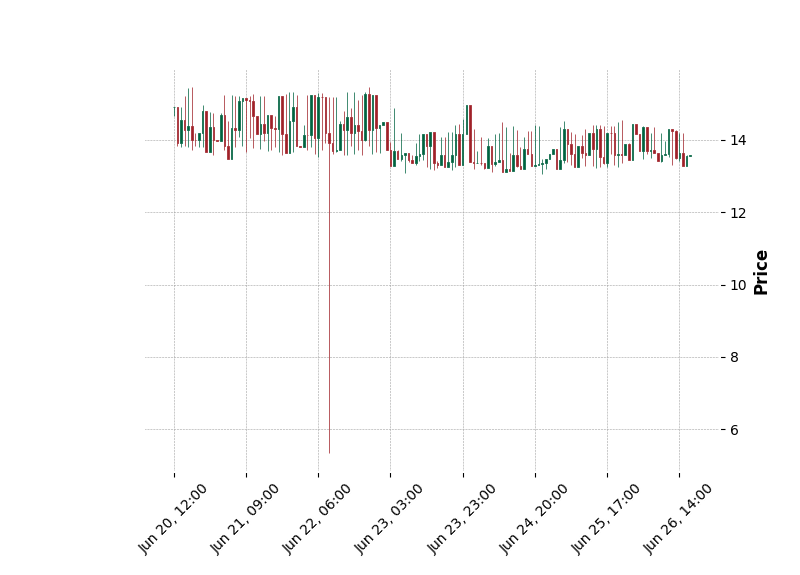 14
12
10
8
6
Price
Jun 20, 12:00
Jun 21, 09:00
Jun 22, 06:00
Jun 23, 03:00
Jun 23, 23:00
Jun 24, 20:00
Jun 25, 17:00
Jun 26, 14:00